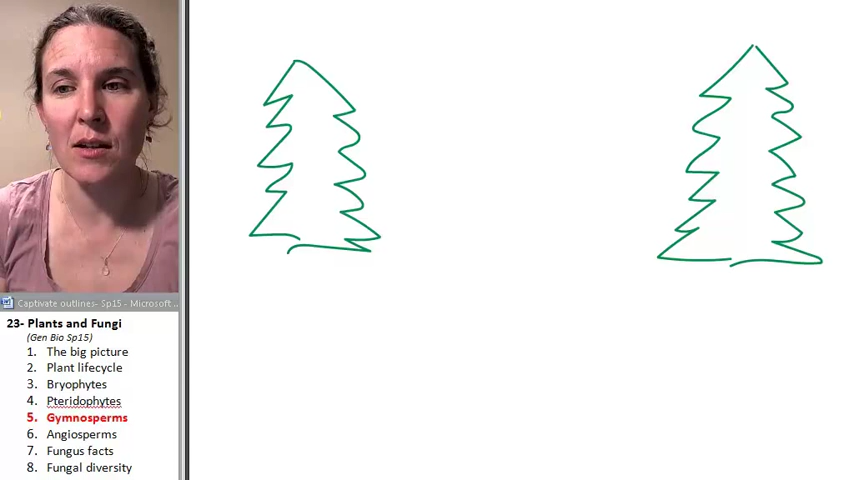 Captivate outlines- Sp15 - Microsoft ...
23- Plants and Fungi
(Gen Bio Sp15)
1. The big picture
2. Plant lifecycle
3. Bryophytes
4. Pteridophytes
5. Gymnosperms
6. Angiosperms
7. Fungus facts
8. Fungal diversity